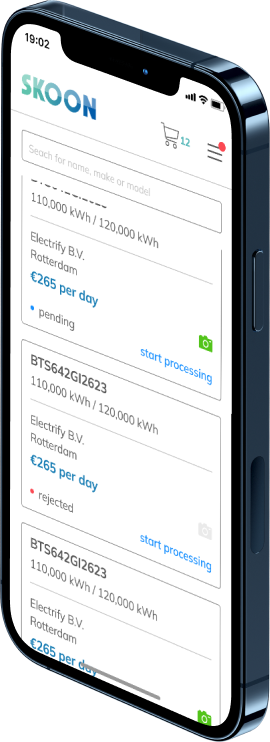 19:02
SKOON
12
Seach for name, make or model
110,000 kWh / 120,000 kWh
Electrify B.V.
Rotterdam
€265 per day
pending
start processing
BTS642GI2623
110,000 kWh / 120,000 kWh
Electrify B.V.
Rotterdam
€265 per day
rejected
start processing
BTS642GI2623
110,000 kWh / 120,000 kWh
Electrify B.V.
Rotterdam
€265 per day